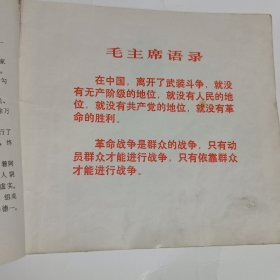 毛主席语录
在中国，离开了武装斗争，就没
有无产阶级的地位，就没有人民的地
位，就没有共产党的地位，就没有革
命的胜利。
革命战争是群众的战争，只有动
员群众才能进行战争，只有依靠群众
才能进行战争。